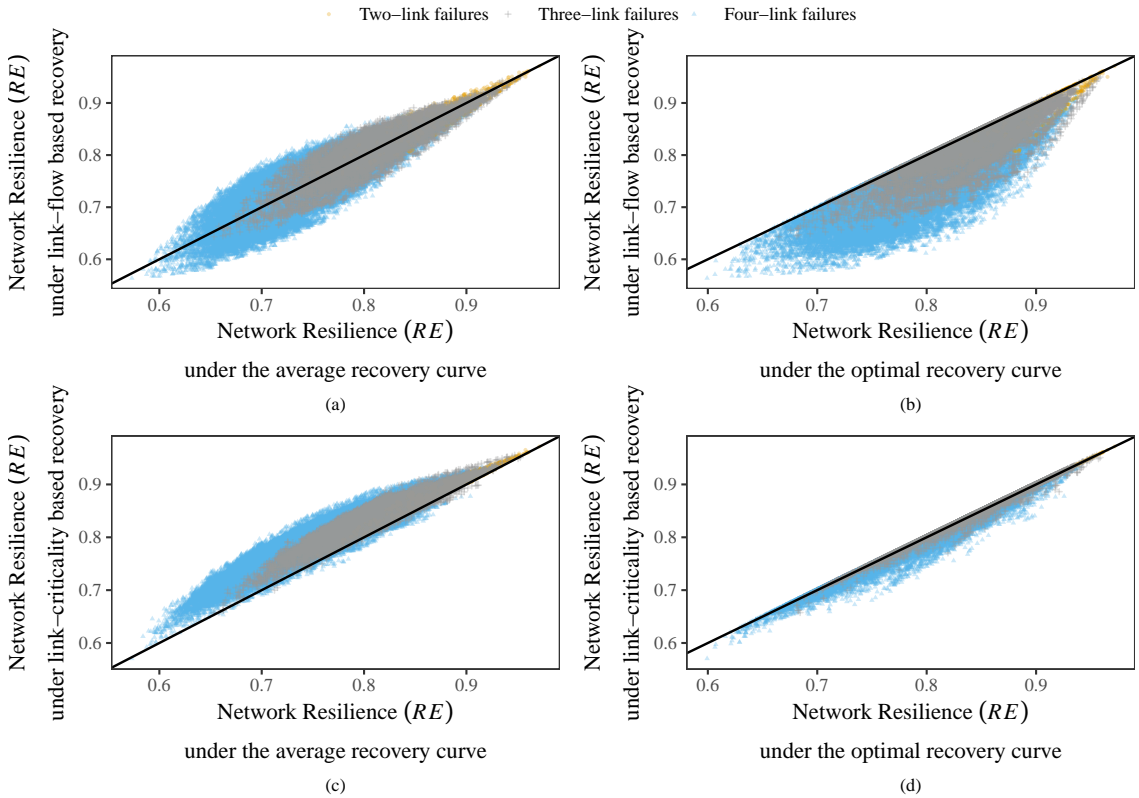 Two−link failures Three−link failures Four−link failures
Network Resilience (RE)
under link−flow based recovery
0.9
0.8
0.7
0.6
0.6 0.7 0.8 0.9
Network Resilience (RE)
under the average recovery curve
(a)
Network Resilience (RE)
under link−flow based recovery
0.9
0.8
0.7
0.6
0.6 0.7 0.8 0.9
Network Resilience (RE)
under the optimal recovery curve
(b)
Network Resilience (RE)
under link−criticality based recovery
0.9
0.8
0.7
0.6
0.6 0.7 0.8 0.9
Network Resilience (RE)
under the average recovery curve
(c)
Network Resilience (RE)
under link−criticality based recovery
0.9
0.8
0.7
0.6
0.6 0.7 0.8 0.9
Network Resilience (RE)
under the optimal recovery curve
(d)